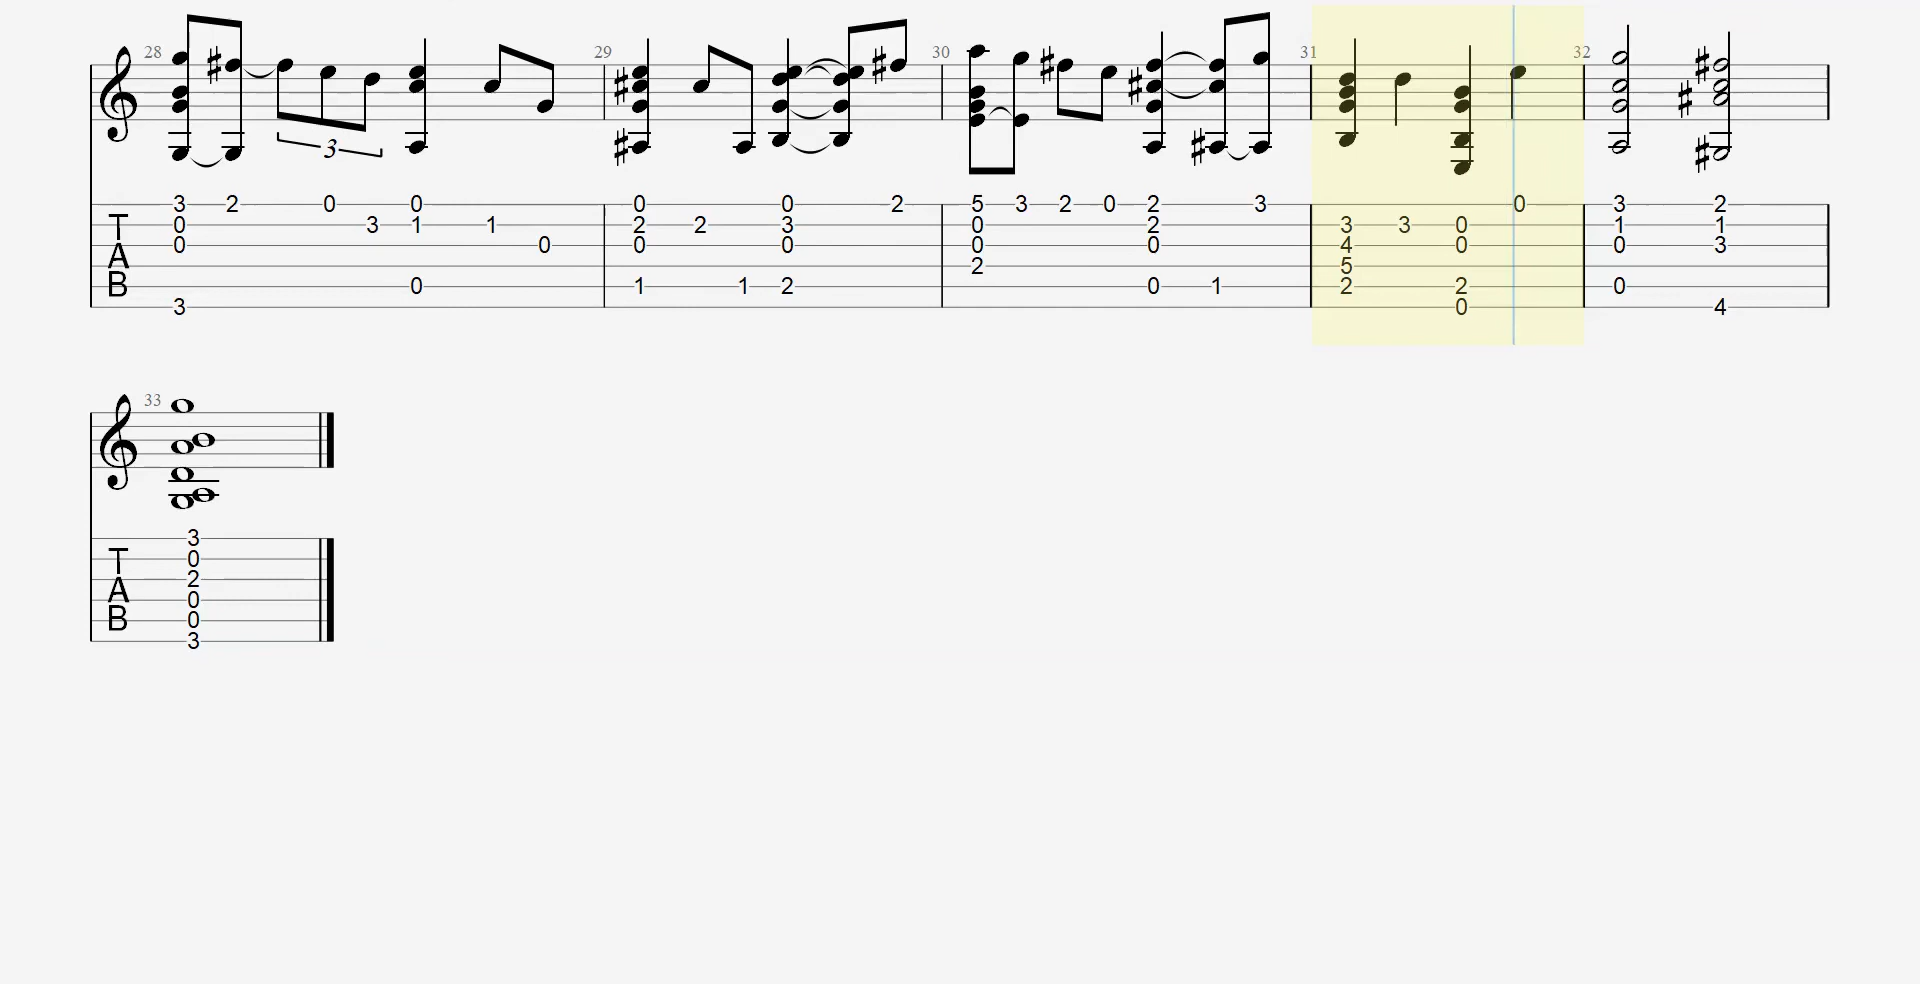 28 29 30 31 32
3
3 2 0 0 0 0 2 5 3 2 0 2 3 0 3 2
T 0 3 1 1 2 2 3 0 2 3 3 0 1 1
A 0 0 0 0 0 0 4 0 0 3
2 5
B 0 1 1 2 0 1 2 2 0
3 0 4
33
3
T 0
A 2
0
B 0
3